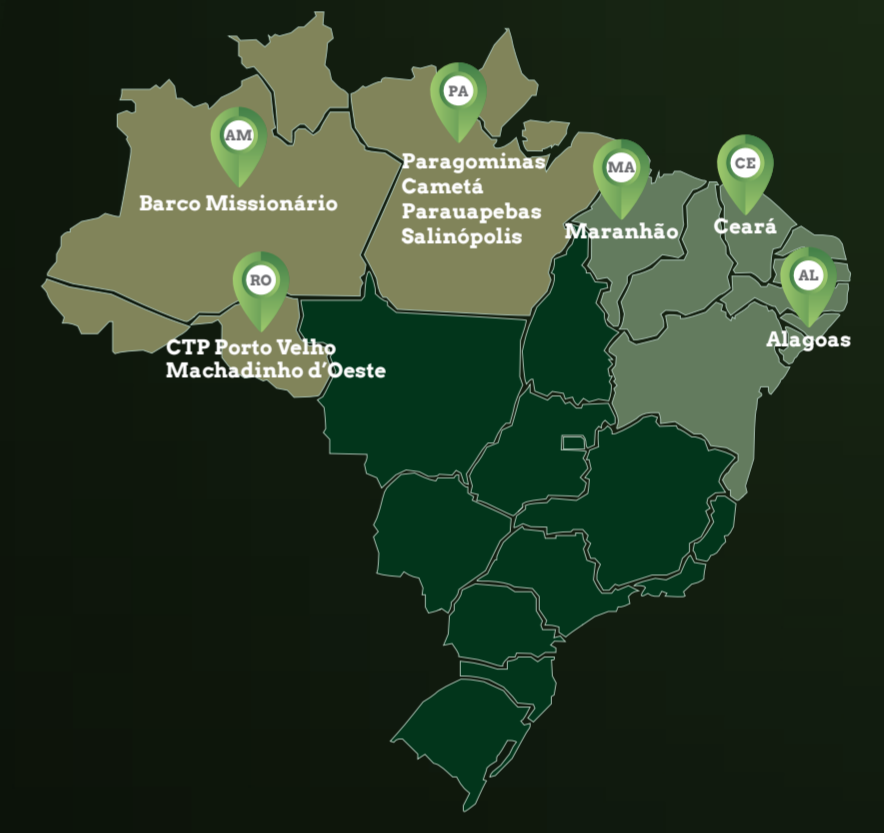 PA
AM
MA
CE
Paragominas
Cametá
Parauapebas
Salinópolis
Barco Missionário
Maranhão
Ceará
RO
AL
CTP Porto Velho
Machadinho d’Oeste
Alagoas